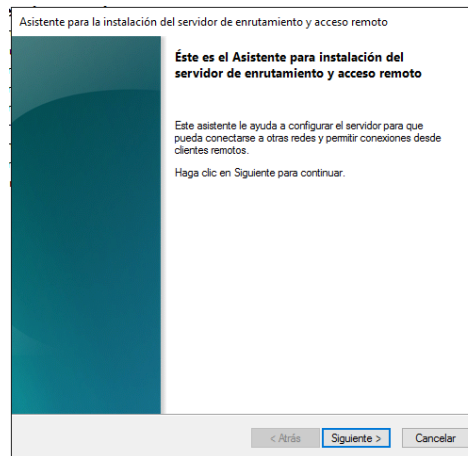 Asistente para la instalación del servidor de enrutamiento y acceso remoto
Éste es el Asistente para instalación del
servidor de enrutamiento y acceso remoto
Este asistente le ayuda a configurar el servidor para que
pueda conectarse a otras redes y permitir conexiones desde
clientes remotos.
Haga clic en Siguiente para continuar.
< Atrás
Siguiente >
Cancelar